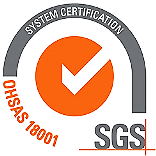 SYSTEM CERTIFICATION
OHSAS 18001
SGS